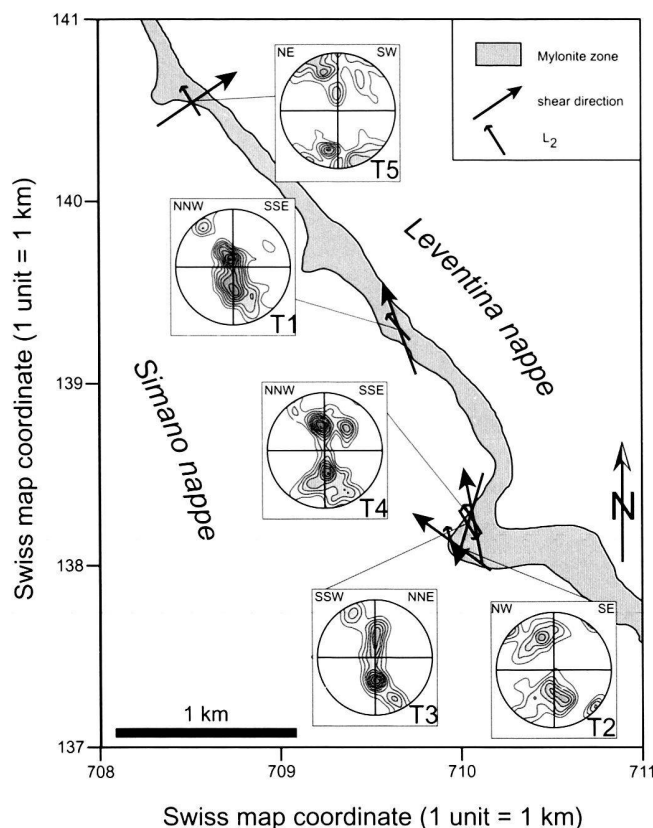 141
140
139
138
137
708
709
710
711
Swiss map coordinate (1 unit = 1 km)
Swiss map coordinate (1 unit = 1 km)
Mylonite zone
shear direction
L2
NE SW
T5
NNW SSE
T1
Leventina nappe
Simano nappe
NNW SSE
T4
N
SSW NNE
T3
NW SE
T2
1 km